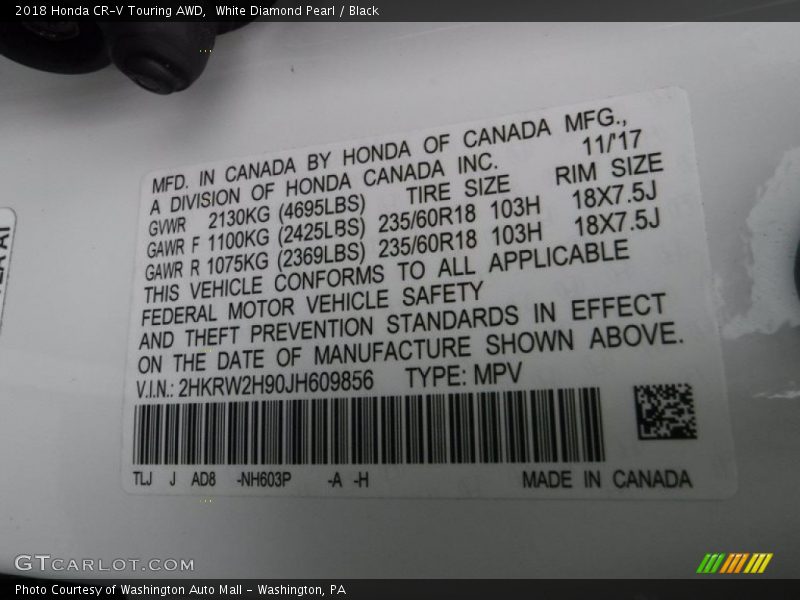 2018 Honda CR-V Touring AWD, White Diamond Pearl / Black
MFD. IN CANADA BY HONDA OF CANADA MFG.,
A DIVISION OF HONDA CANADA INC. 11/'17
GVWR 2130KG (4695LBS) TIRE SIZE RIM SIZE
GAWR F 1100KG (2425LBS) 235/60R18 103H 18X7.5J
GAWR R 1075KG (2369LBS) 235/60R18 103H 18X7.5J
THIS VEHICLE CONFORMS TO ALL APPLICABLE
FEDERAL MOTOR VEHICLE SAFETY
AND THEFT PREVENTION STANDARDS IN EFFECT
ON THE DATE OF MANUFACTURE SHOWN ABOVE.
V.I.N.: 2HKRW2H90JH609856 TYPE: MPV
TLJ J AD8 -NH603P -A -H MADE IN CANADA
GTCARLOT.COM
Photo Courtesy of Washington Auto Mall - Washington, PA